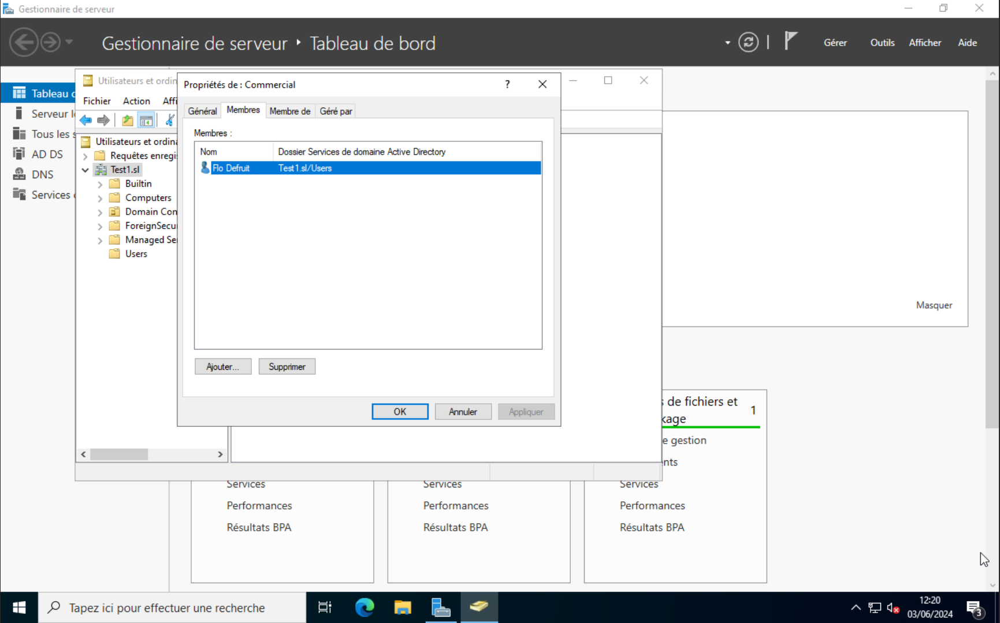 Gestionnaire de serveur
Gestionnaire de serveur ‣ Tableau de bord
Gérer
Outils
Afficher
Aide
Tableau
Serveur
Tous les
AD DS
DNS
Services
Utilisateurs et ordin
Fichier
Action
Affi
Utilisateurs et ordina
Requêtes enregi
Test1.sl
Builtin
Computers
Domain Con
ForeignSecu
Managed Se
Users
Propriétés de : Commercial
?
Général
Membres
Membre de
Géré par
Membres :
Nom
Dossier Services de domaine Active Directory
Flo Defruit
Test1.sl/Users
Ajouter...
Supprimer
OK
Annuler
Appliquer
Masquer
de fichiers et
kage
1
e gestion
nts
Services
Performances
Résultats BPA
Services
Performances
Résultats BPA
Services
Performances
Résultats BPA
Tapez ici pour effectuer une recherche
12:20
03/06/2024
3